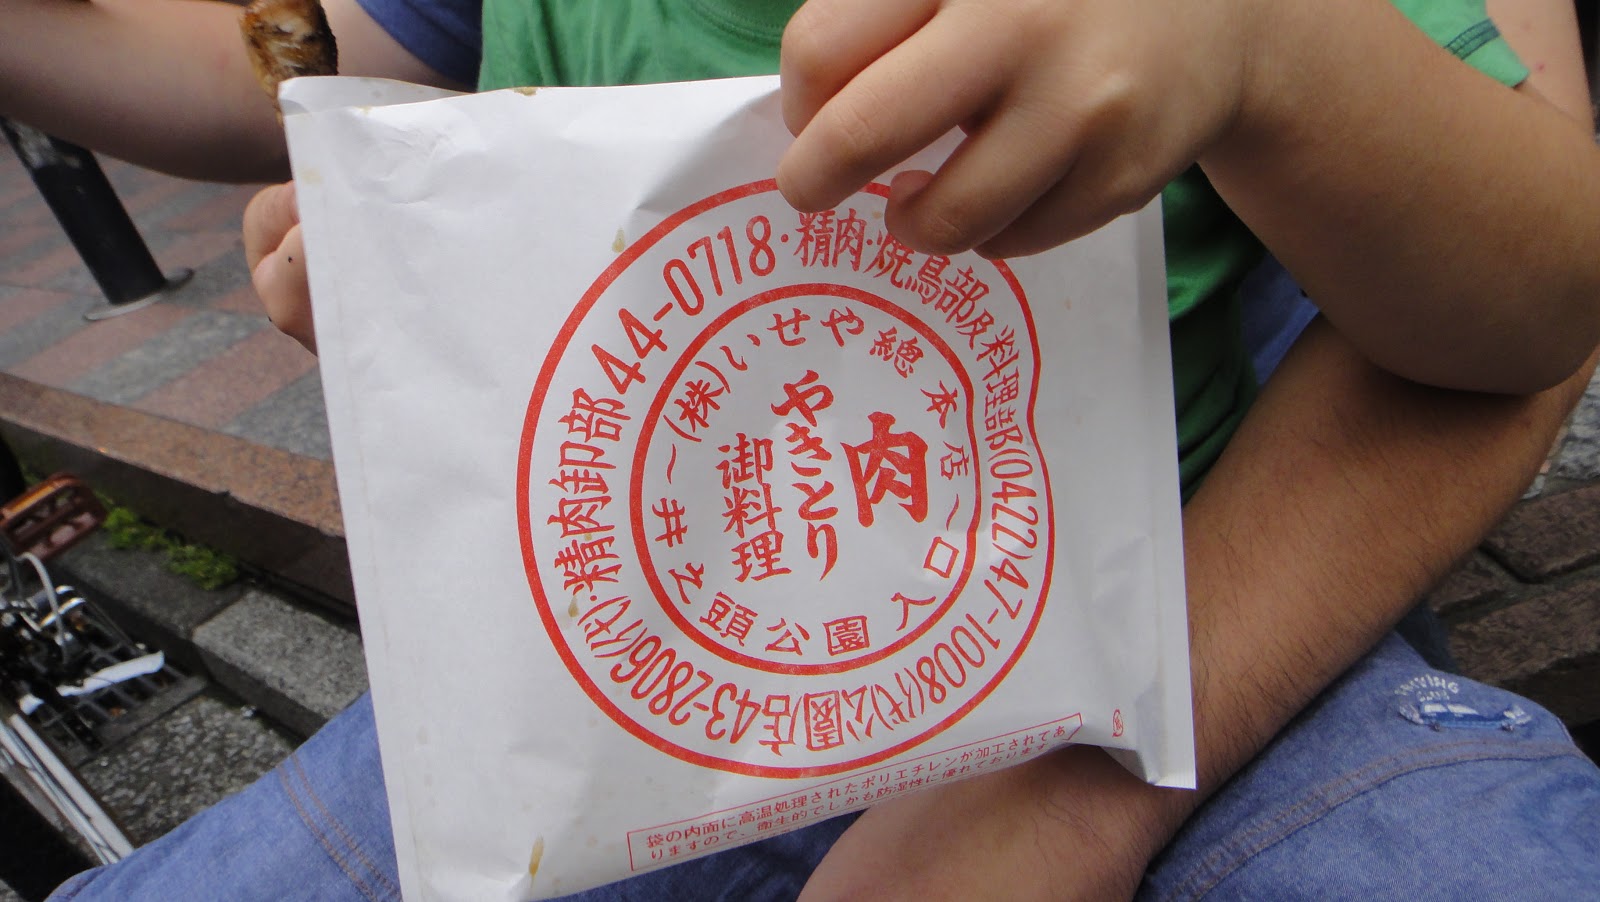 精肉・焼鳥部及料理部(0422)47-1008(代)公園店43-2806(代)・精肉卸部44-0718・
(株)いせや總本店〜
井之頭公園入口〜
肉
やきとり
御料理
袋の内面に高温処理されたポリエチレンが加工されてあ
りますので、衛生的でしかも防湿性に優れております